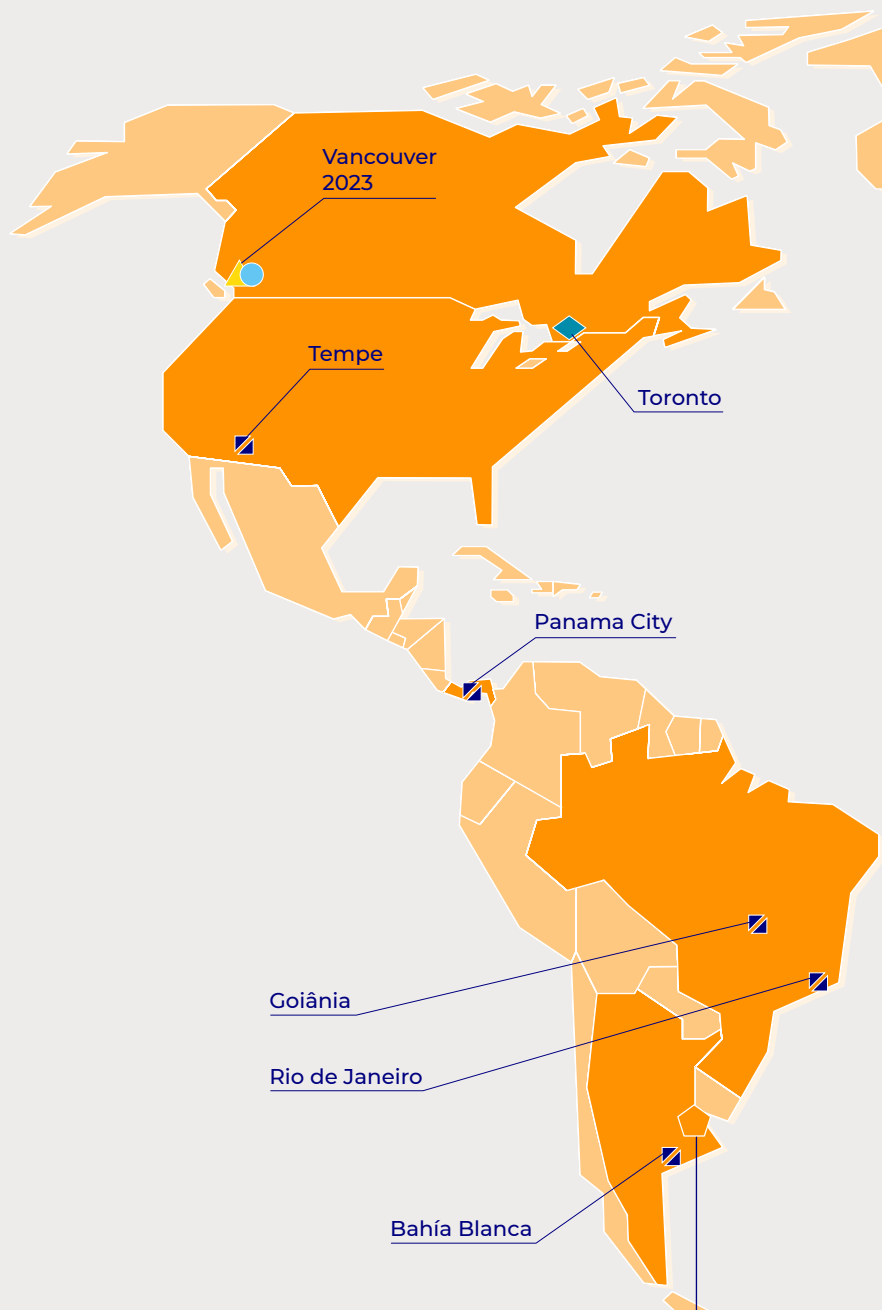 Vancouver
2023
Tempe
Toronto
Panama City
Goiânia
Rio de Janeiro
Bahía Blanca